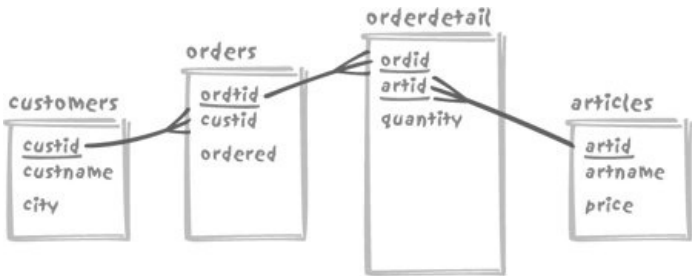 customers
custid
custname
city
orders
ordtid
custid
ordered
orderdetail
ordid
artid
quantity
articles
artid
artname
price